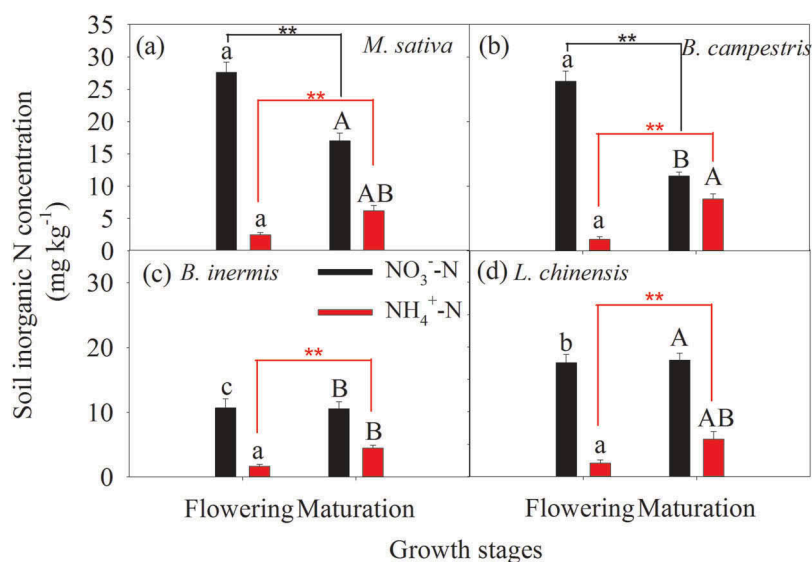 Soil inorganic N concentration
(mg kg⁻¹)
35
30
25
20
15
10
5
0
(a)
M. sativa
a
**
**
A
a
AB
(b)
B. campestris
a
**
**
B
A
a
30
20
10
0
(c) B. inermis
NO₃⁻-N
NH₄⁺-N
c
**
B
a
B
(d) L. chinensis
b
**
A
a
AB
Flowering Maturation
Flowering Maturation
Growth stages